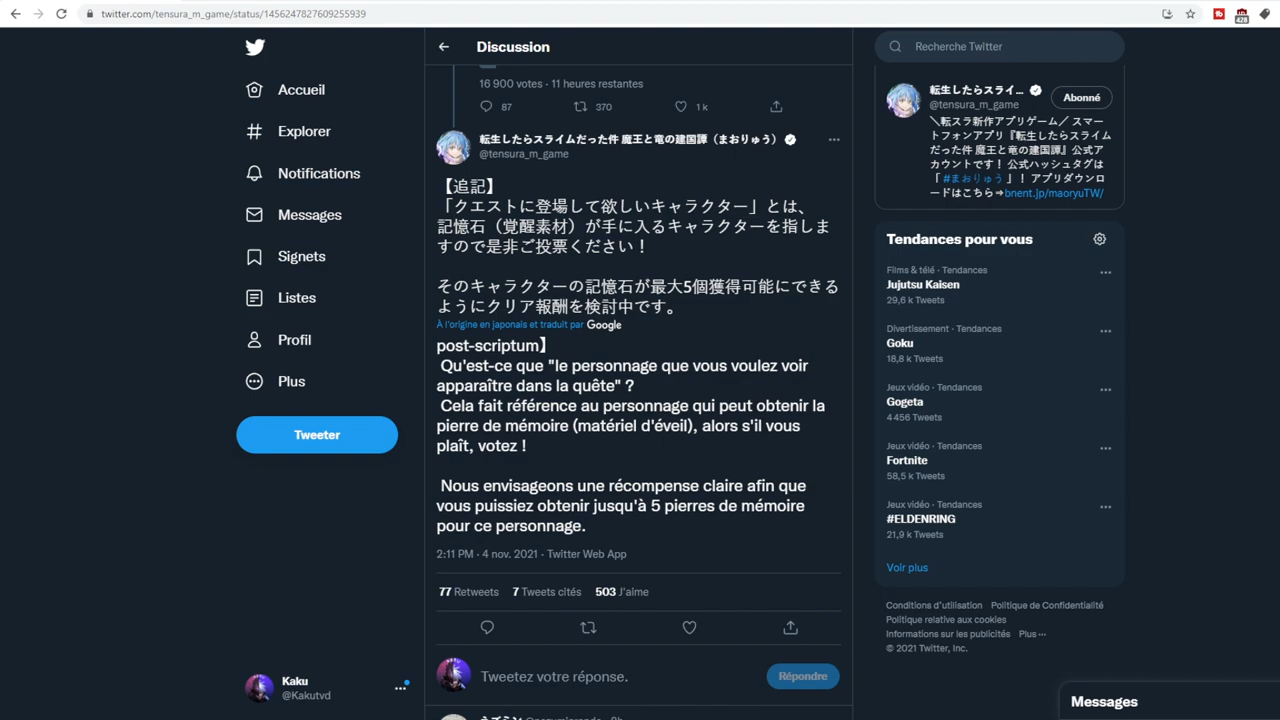 twitter.com/tensura_m_game/status/1456247827609255939
428
Accueil
Explorer
Notifications
Messages
Signets
Listes
Profil
Plus
Tweeter
Kaku
@Kakutvd
Discussion
16 900 votes · 11 heures restantes
87
370
1 k
転生したらスライムだった件 魔王と竜の建国譚（まおりゅう）
@tensura_m_game
【追記】
「クエストに登場して欲しいキャラクター」とは、
記憶石（覚醒素材）が手に入るキャラクターを指しま
すので是非ご投票ください！
そのキャラクターの記憶石が最大5個獲得可能にできる
ようにクリア報酬を検討中です。
À l'origine en japonais et traduit par Google
post-scriptum】
Qu'est-ce que "le personnage que vous voulez voir
apparaître dans la quête" ?
Cela fait référence au personnage qui peut obtenir la
pierre de mémoire (matériel d'éveil), alors s'il vous
plaît, votez !
Nous envisageons une récompense claire afin que
vous puissiez obtenir jusqu'à 5 pierres de mémoire
pour ce personnage.
2:11 PM · 4 nov. 2021 · Twitter Web App
77 Retweets 7 Tweets cités 503 J'aime
Tweetez votre réponse.
Répondre
Recherche Twitter
転生したらスライ...
@tensura_m_game
Abonné
＼転スラ新作アプリゲーム／ スマ
ートフォンアプリ『転生したらスライム
だった件 魔王と竜の建国譚』公式ア
カウントです！ 公式ハッシュタグは
「 #まおりゅう 」！ アプリダウンロ
ードはこちら⇒bnent.jp/maoryuTW/
Tendances pour vous
Films & télé · Tendances
Jujutsu Kaisen
29,6 k Tweets
Divertissement · Tendances
Goku
18,8 k Tweets
Jeux vidéo · Tendances
Gogeta
4 456 Tweets
Jeux vidéo · Tendances
Fortnite
58,5 k Tweets
Jeux vidéo · Tendances
#ELDENRING
21,9 k Tweets
Voir plus
Conditions d'utilisation Politique de Confidentialité
Politique relative aux cookies
Informations sur les publicités Plus ···
© 2021 Twitter, Inc.
Messages